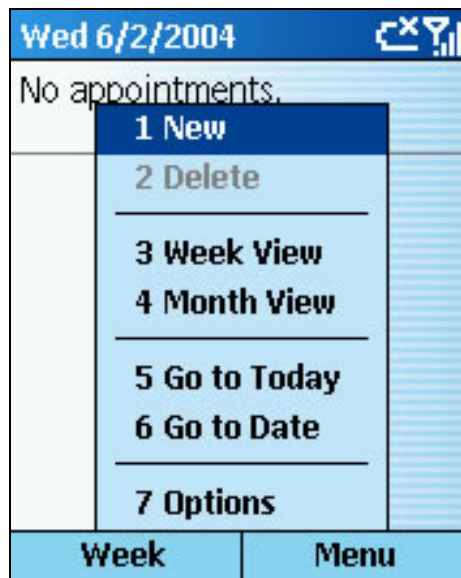 Wed 6/2/2004
No appointments.
1 New
2 Delete
3 Week View
4 Month View
5 Go to Today
6 Go to Date
7 Options
Week Menu